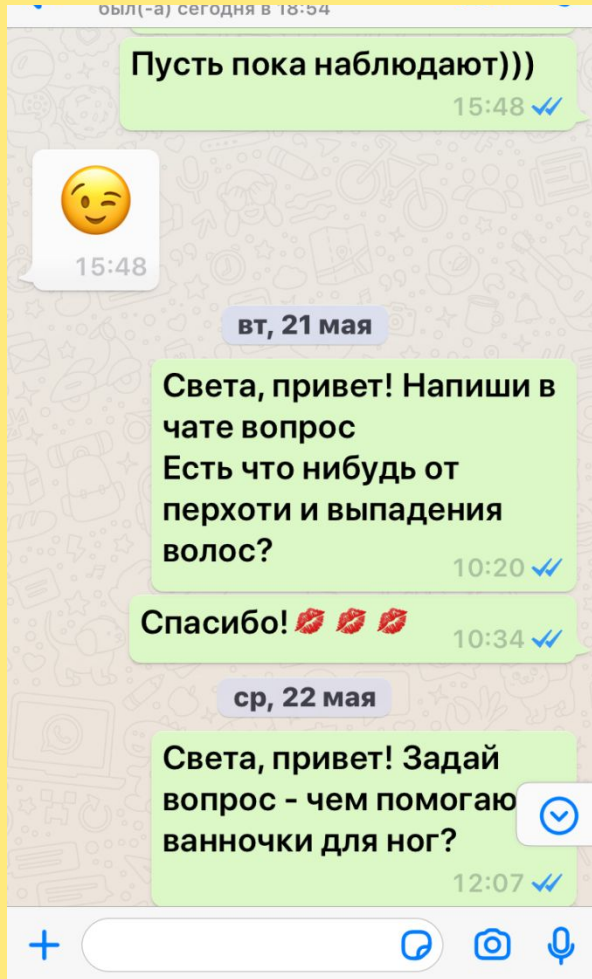 был(-а) сегодня в 18:54
Пусть пока наблюдают)))
15:48
15:48
вт, 21 мая
Света, привет! Напиши в
чате вопрос
Есть что нибудь от
перхоти и выпадения
волос?
10:20
Спасибо!
10:34
ср, 22 мая
Света, привет! Задай
вопрос - чем помогаю
ванночки для ног?
12:07